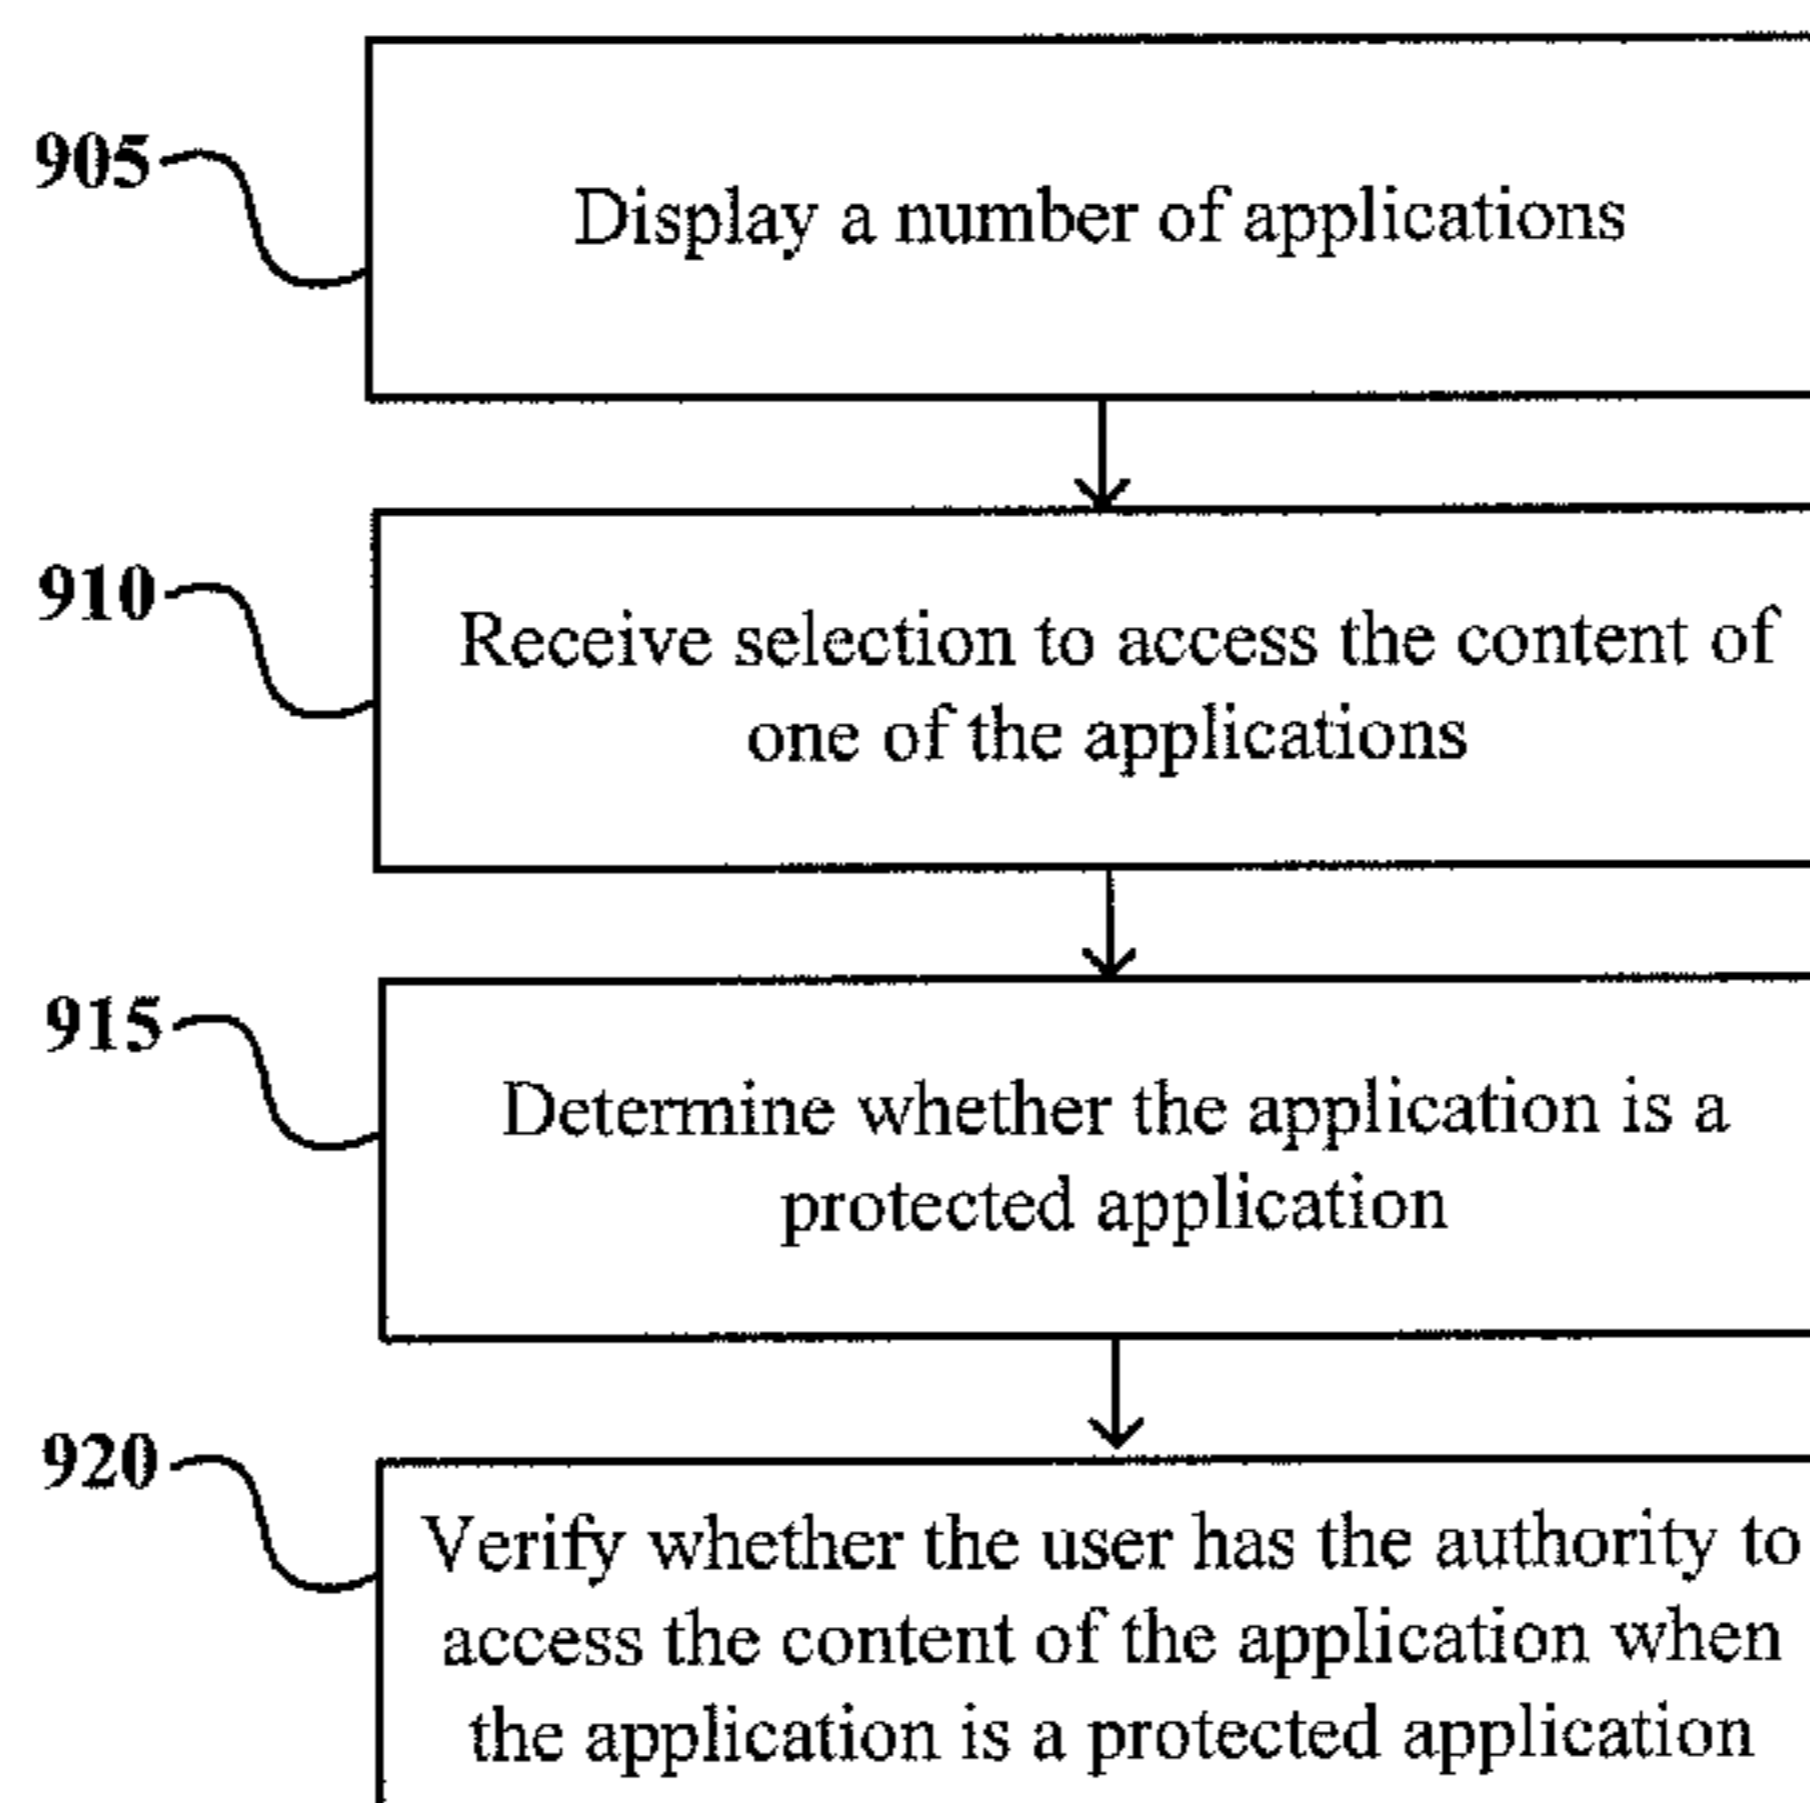 905
Display a number of applications
910
Receive selection to access the content of
one of the applications
915
Determine whether the application is a
protected application
920
Verify whether the user has the authority to
access the content of the application when
the application is a protected application